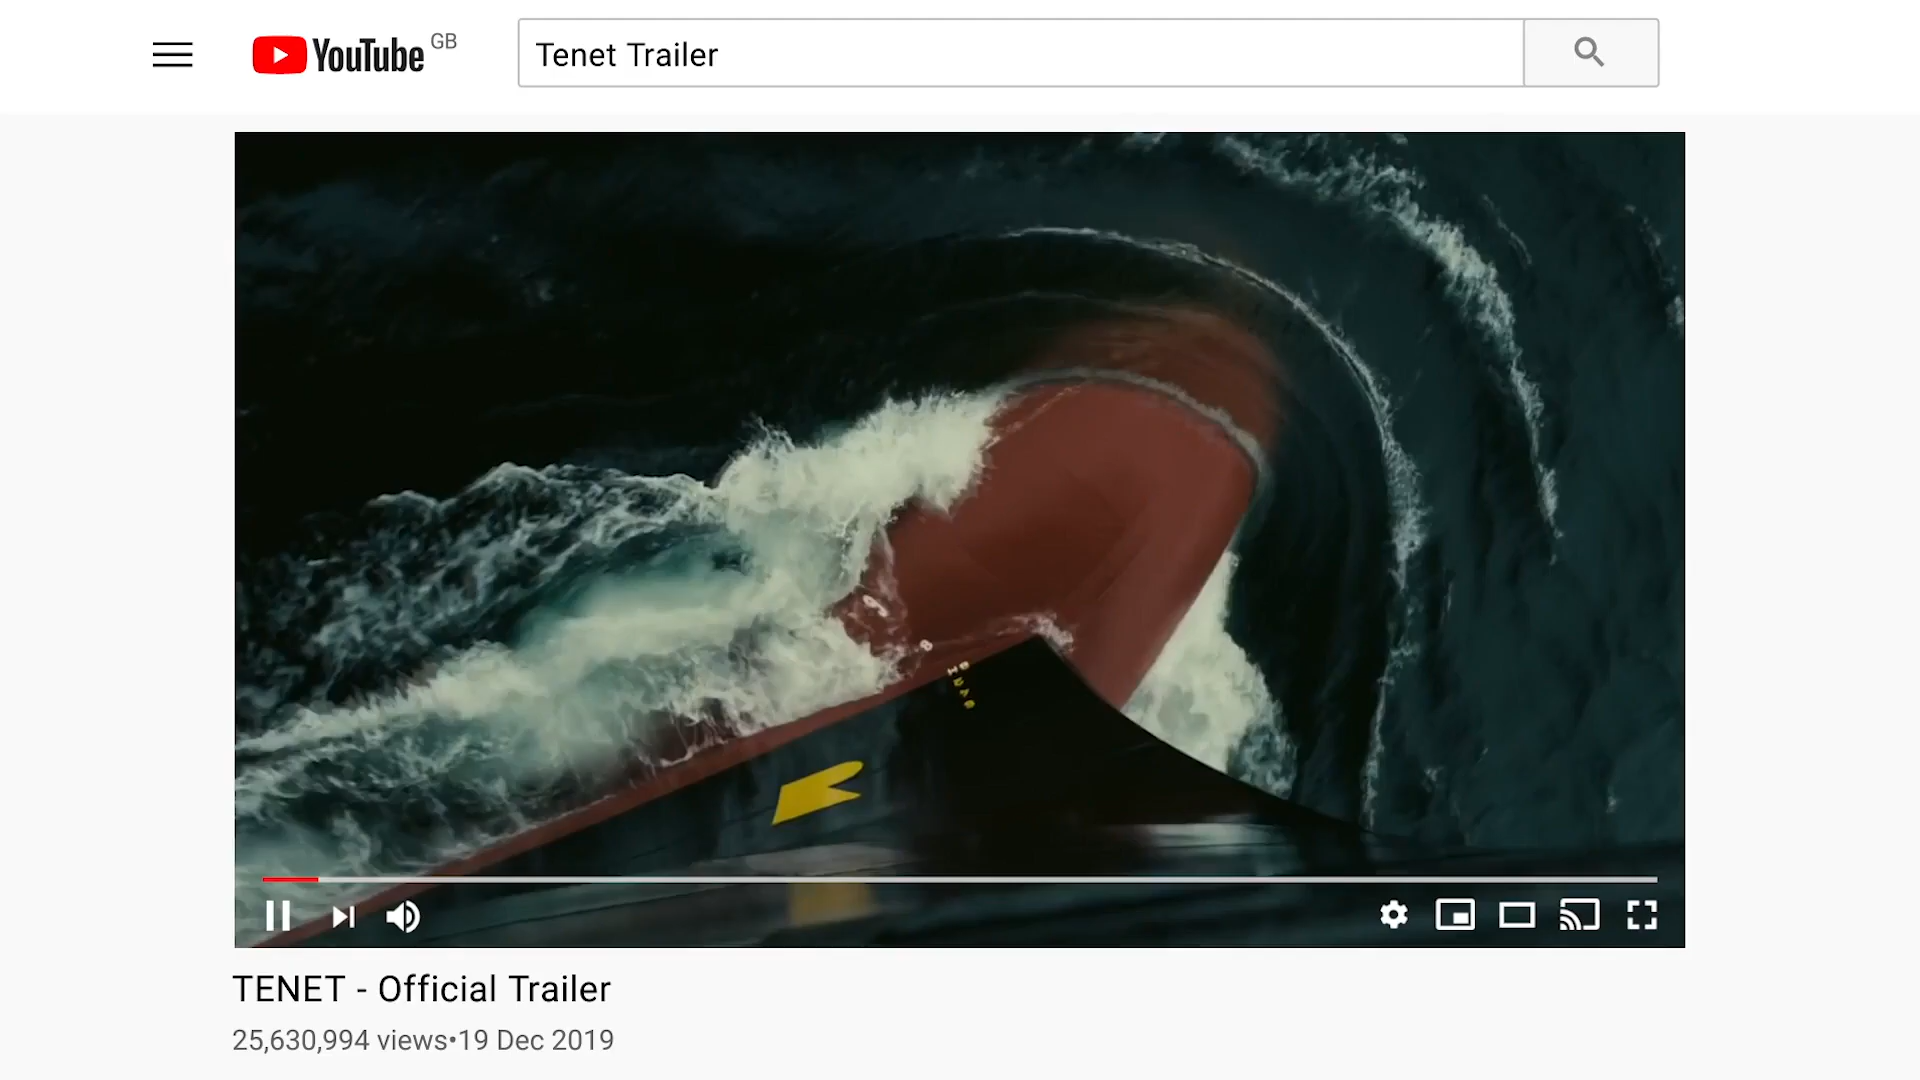 YouTube GB
Tenet Trailer
TENET - Official Trailer
25,630,994 views•19 Dec 2019